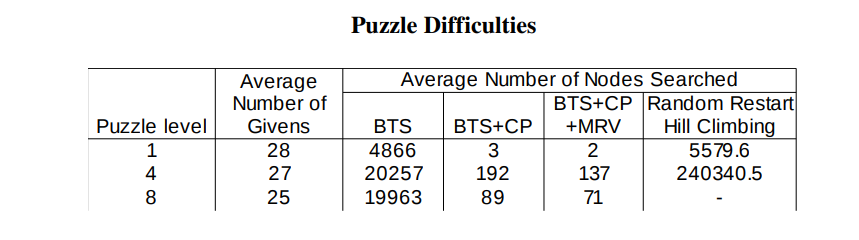 Puzzle Difficulties
Average Average Number of Nodes Searched
Number of BTS+CP Random Restart
Puzzle level Givens BTS BTS+CP +MRV Hill Climbing
1 28 4866 3 2 5579.6
4 27 20257 192 137 240340.5
8 25 19963 89 71 -